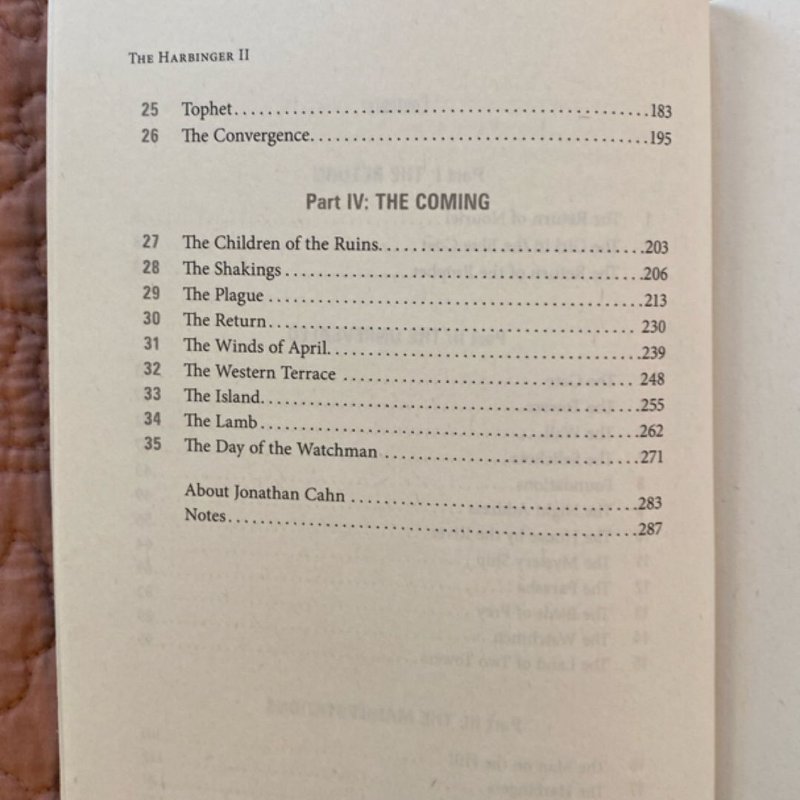 The Harbinger II
25 Tophet 183
26 The Convergence 195
Part IV: THE COMING
27 The Children of the Ruins 203
28 The Shakings 206
29 The Plague 213
30 The Return 230
31 The Winds of April 239
32 The Western Terrace 248
33 The Island 255
34 The Lamb 262
35 The Day of the Watchman 271
About Jonathan Cahn 283
Notes 287